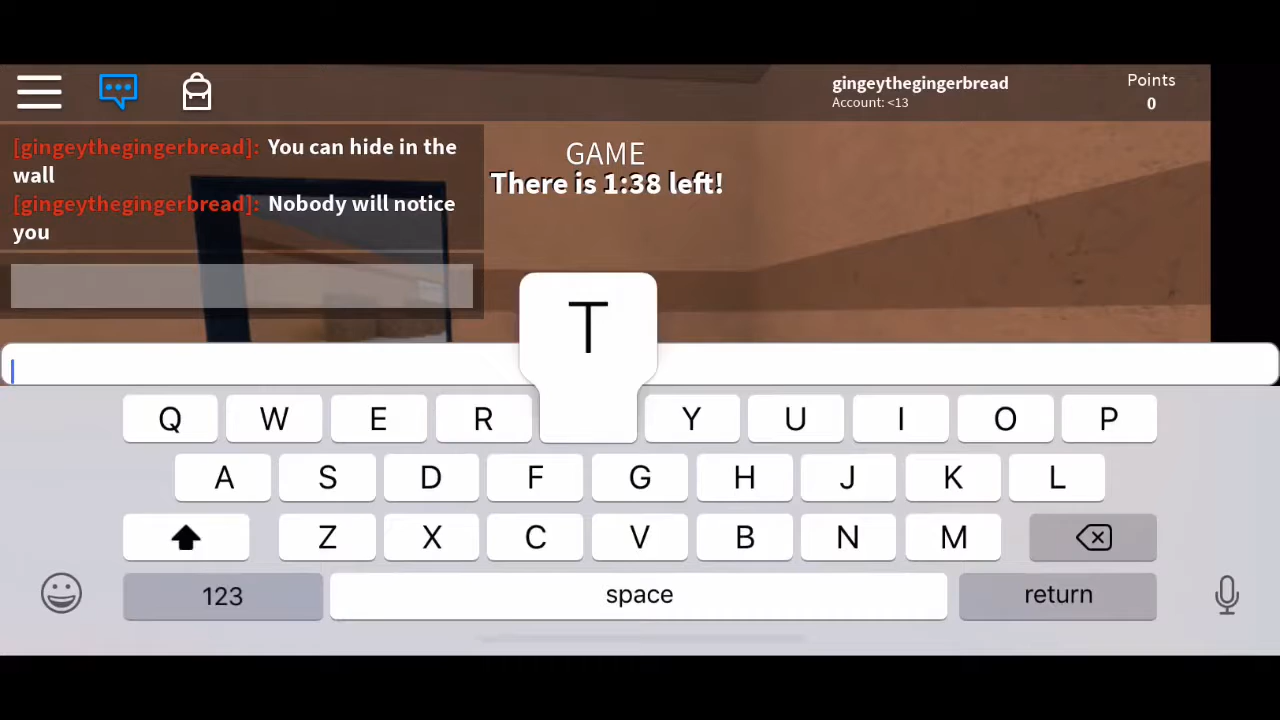 gingeythegingerbread
Account: <13
Points
0
[gingeythegingerbread]: You can hide in the
wall
[gingeythegingerbread]: Nobody will notice
you
GAME
There is 1:38 left!
T
Q W E R Y U I O P
A S D F G H J K L
Z X C V B N M
123 space return